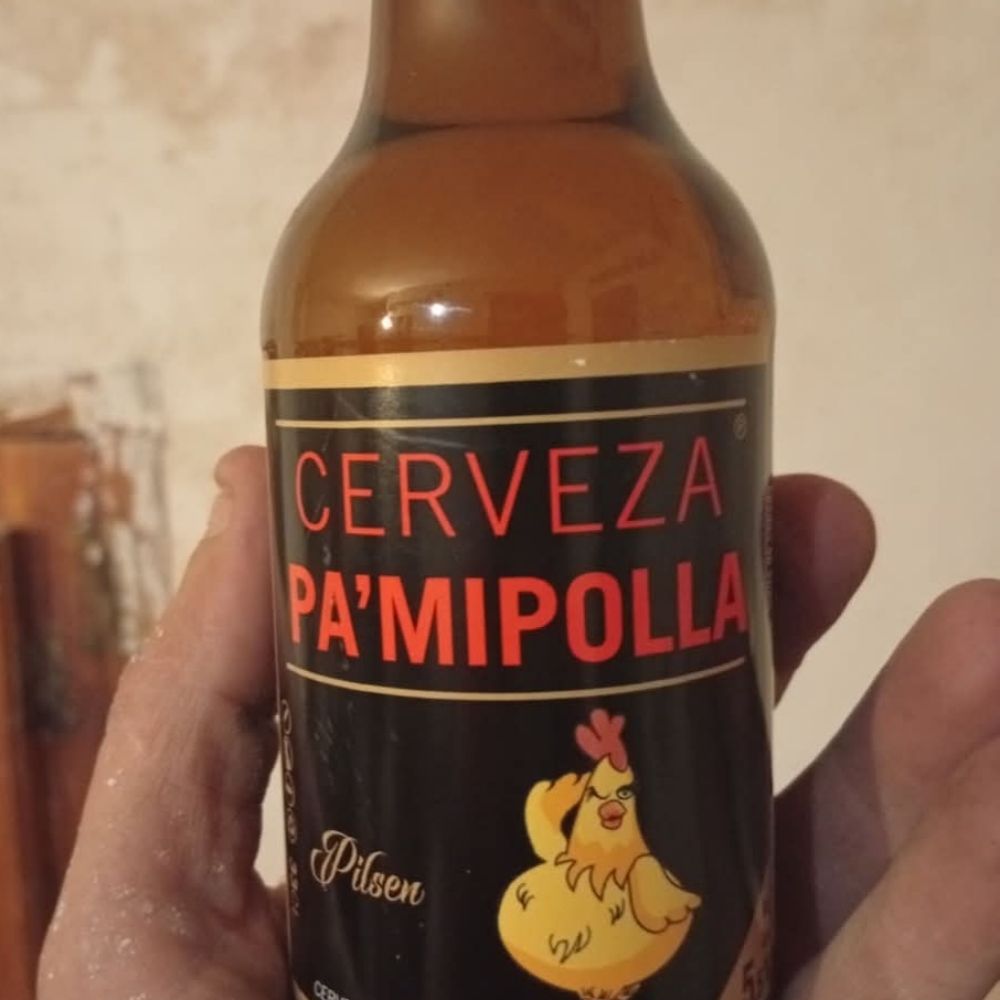 CERVEZA
®
PA'MIPOLLA
Pilsen